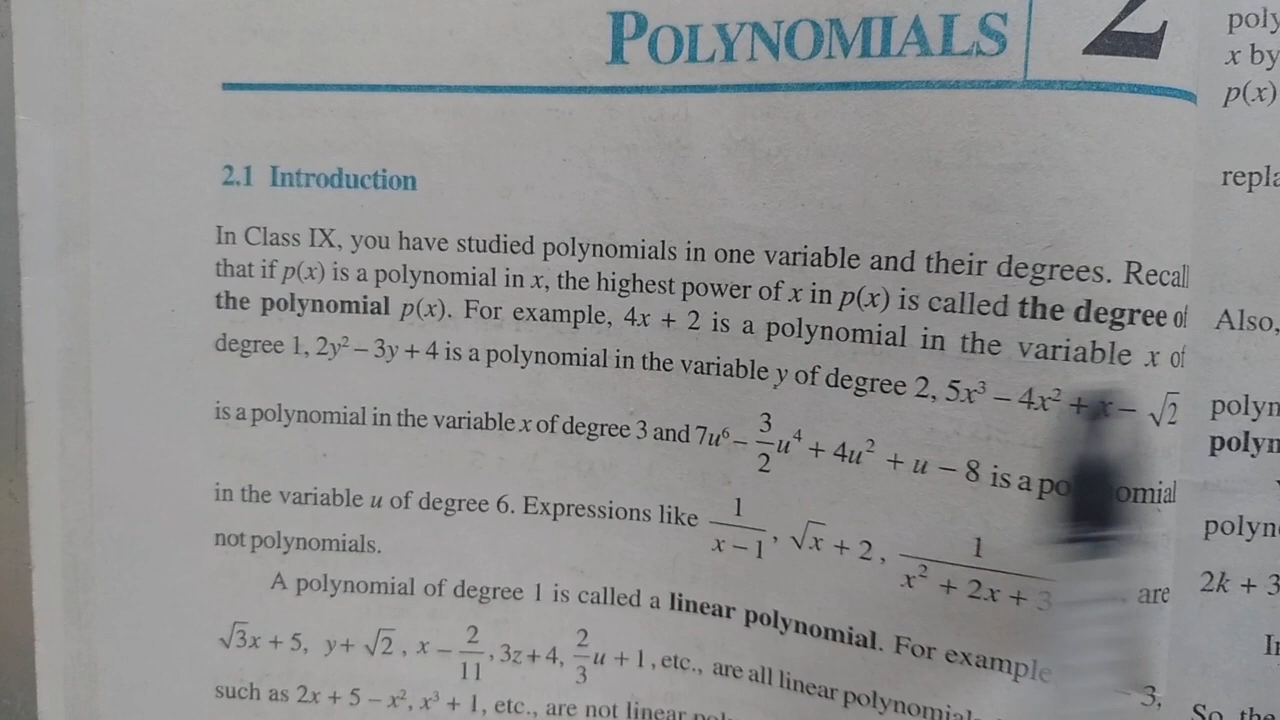 POLYNOMIALS 2
2.1 Introduction
In Class IX, you have studied polynomials in one variable and their degrees. Recall
that if p(x) is a polynomial in x, the highest power of x in p(x) is called the degree of
the polynomial p(x). For example, 4x + 2 is a polynomial in the variable x of
degree 1, 2y² – 3y + 4 is a polynomial in the variable y of degree 2, 5x³ – 4x² + x – √2
is a polynomial in the variable x of degree 3 and 7u⁶ – 3/2 u⁴ + 4u² + u – 8 is a po omial
in the variable u of degree 6. Expressions like 1/(x – 1), √x + 2, 1/(x² + 2x + 3 are
not polynomials.
A polynomial of degree 1 is called a linear polynomial. For example
– 3,
√3x + 5, y + √2, x – 2/11, 3z + 4, 2/3 u + 1, etc., are all linear polynomial
such as 2x + 5 – x², x³ + 1, etc., are not linear
poly
x by
p(x)
repla
Also,
polyn
polyn
polyn
2k + 3
So, the